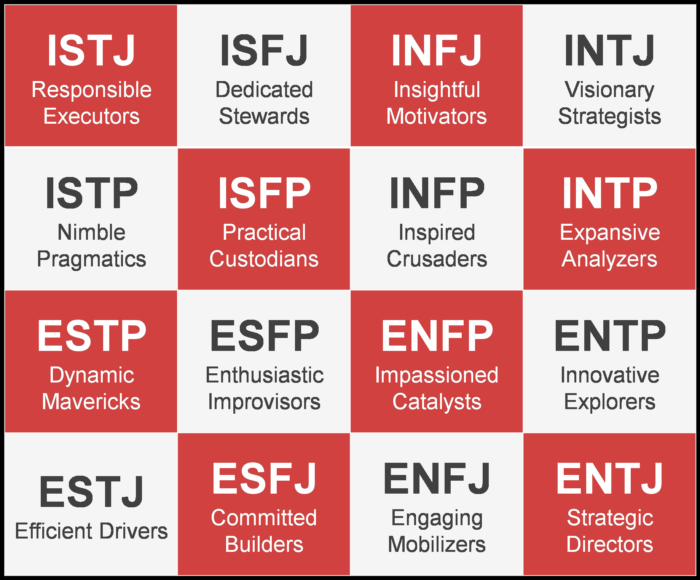 ISTJ
Responsible
Executors
ISFJ
Dedicated
Stewards
INFJ
Insightful
Motivators
INTJ
Visionary
Strategists
ISTP
Nimble
Pragmatics
ISFP
Practical
Custodians
INFP
Inspired
Crusaders
INTP
Expansive
Analyzers
ESTP
Dynamic
Mavericks
ESFP
Enthusiastic
Improvisors
ENFP
Impassioned
Catalysts
ENTP
Innovative
Explorers
ESTJ
Efficient Drivers
ESFJ
Committed
Builders
ENFJ
Engaging
Mobilizers
ENTJ
Strategic
Directors